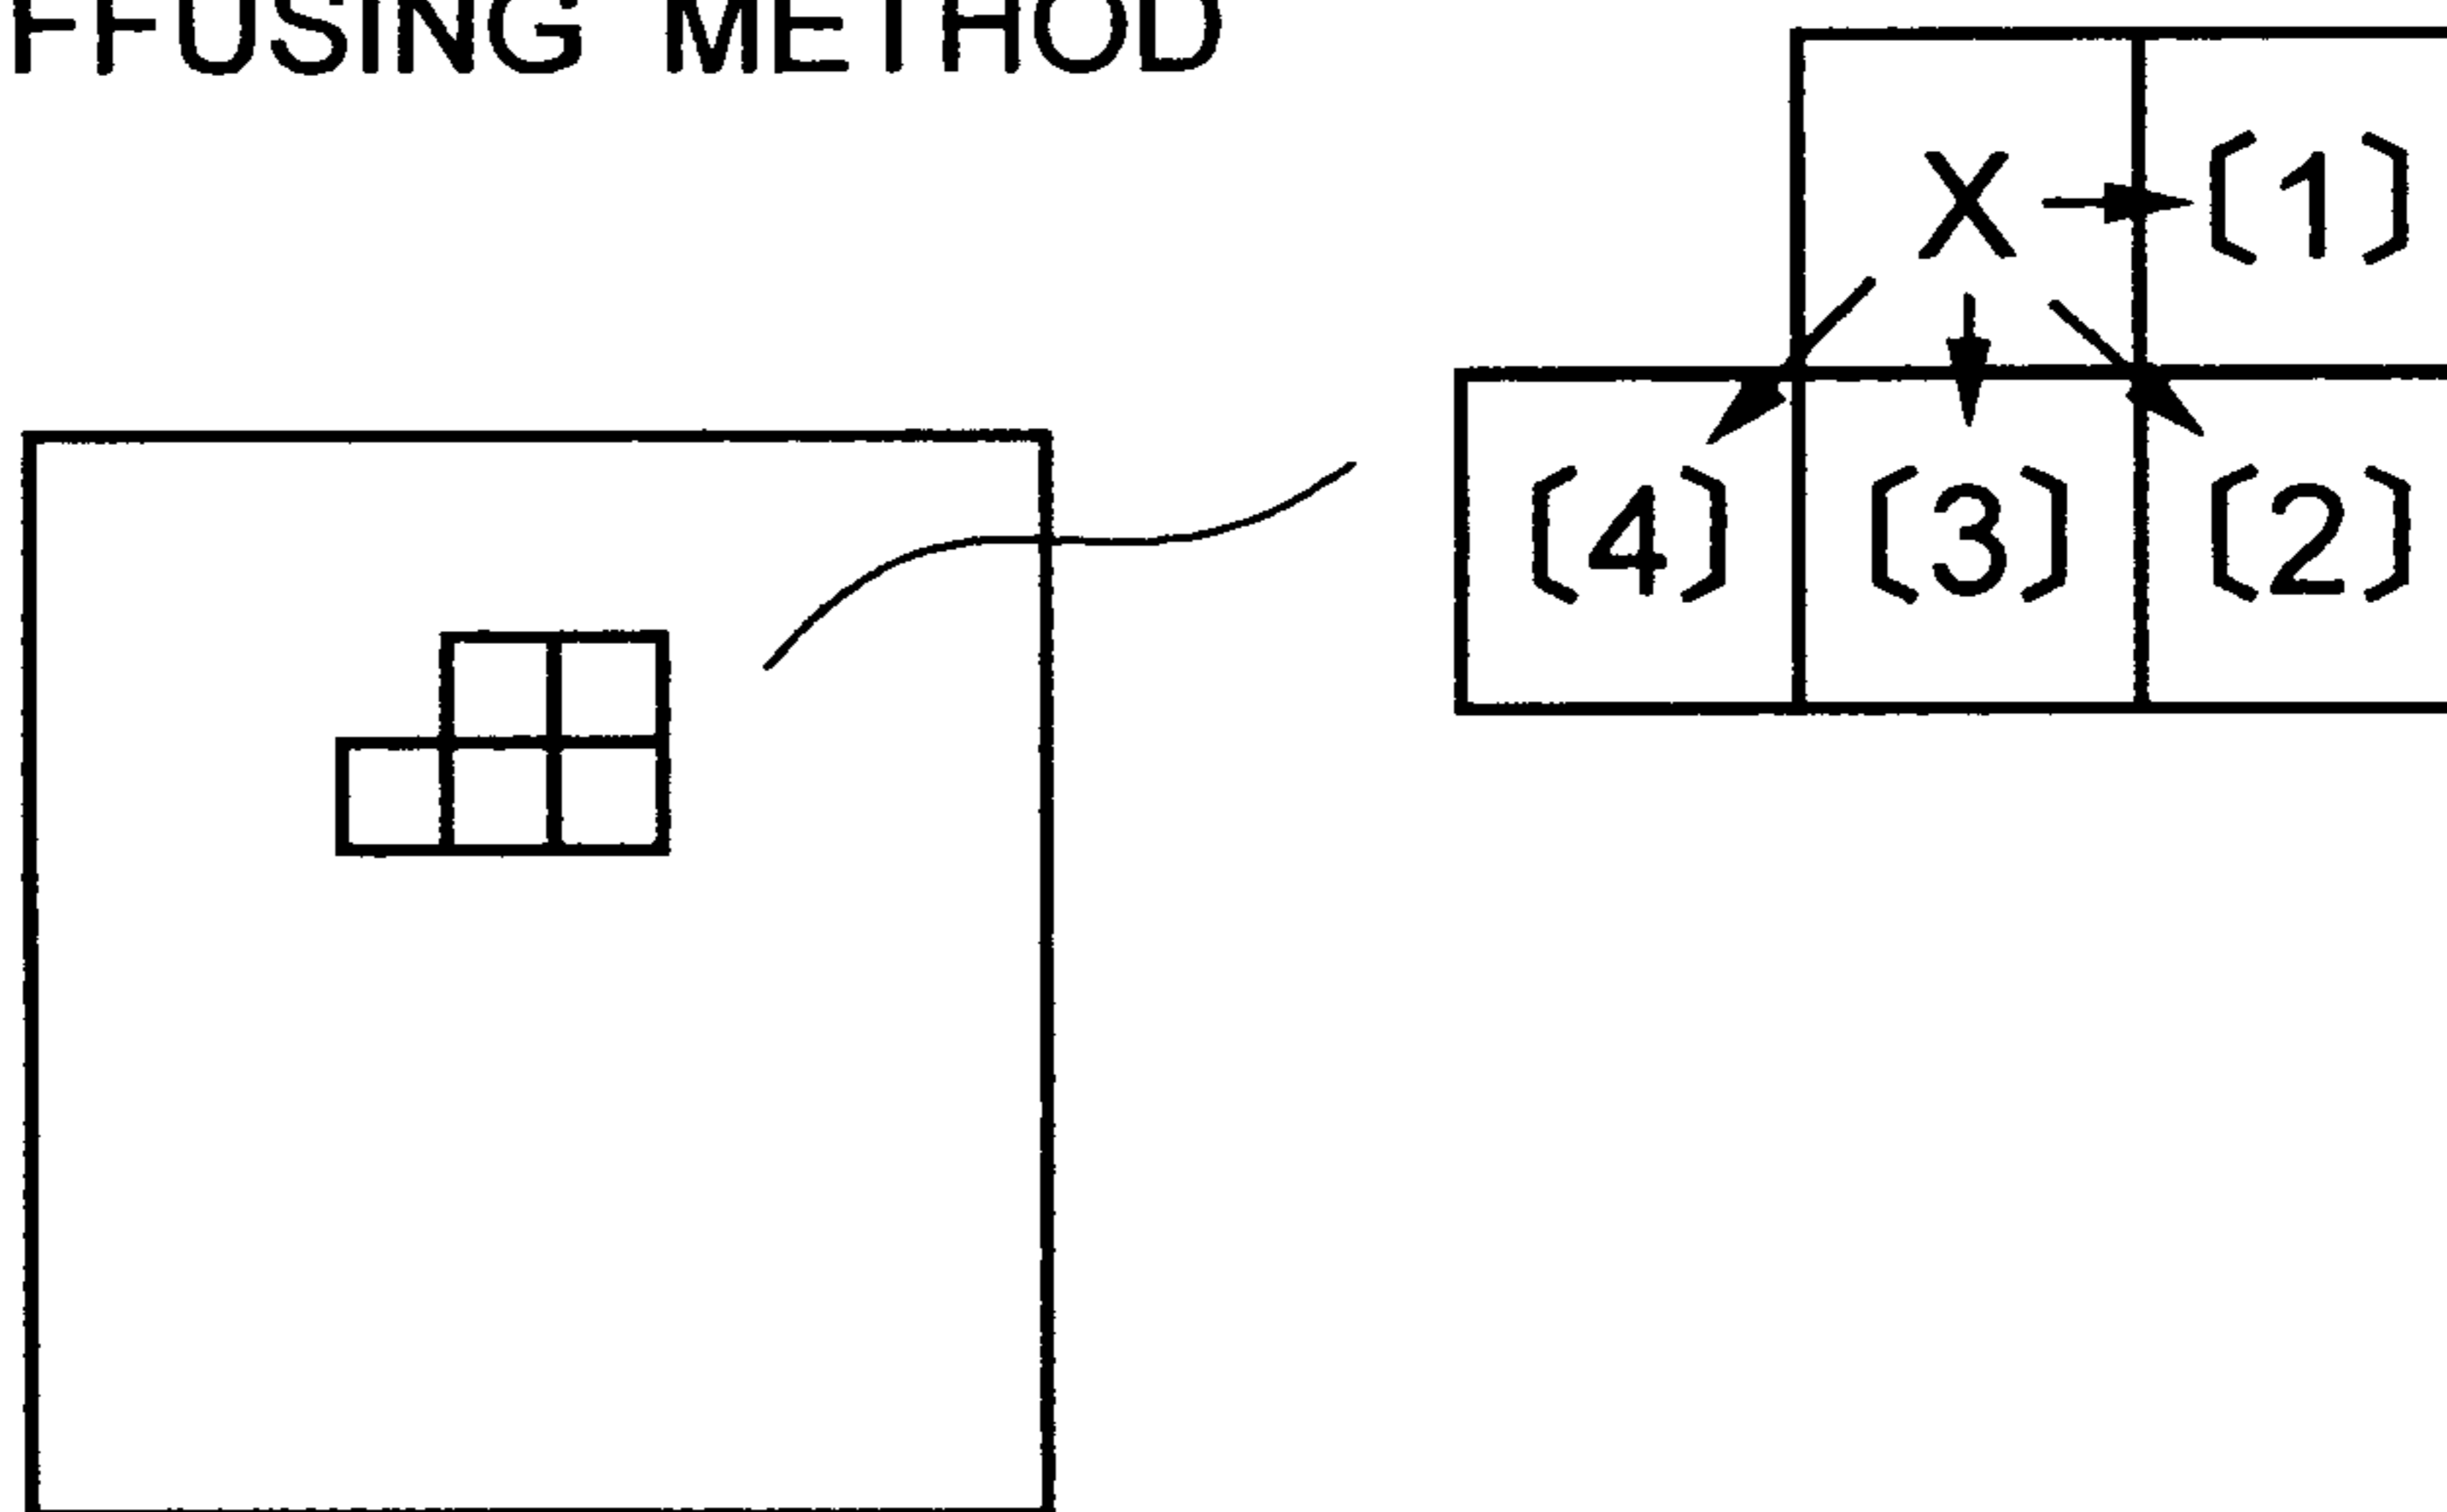 FFUSING METHOD
X (1)
(4) (3) (2)